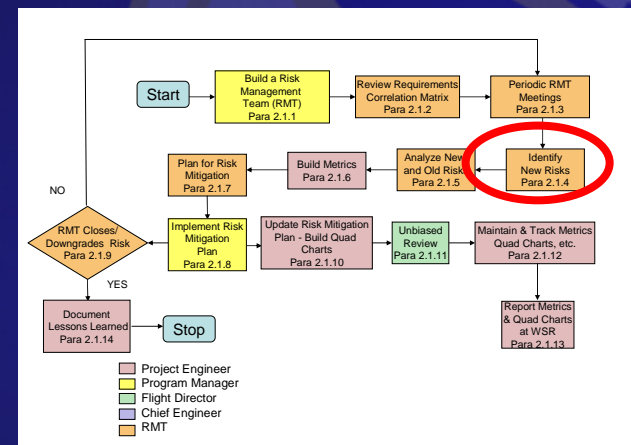 Start
Build a Risk
Management
Team (RMT)
Para 2.1.1
Review Requirements
Correlation Matrix
Para 2.1.2
Periodic RMT
Meetings
Para 2.1.3
Plan for Risk
Mitigation
Para 2.1.7
Build Metrics
Para 2.1.6
Analyze New
and Old Risks
Para 2.1.5
Identify
New Risks
Para 2.1.4
NO
RMT Closes/
Downgrades Risk
Para 2.1.9
Implement Risk
Mitigation
Plan
Para 2.1.8
Update Risk Mitigation
Plan - Build Quad
Charts
Para 2.1.10
Unbiased
Review
Para 2.1.11
Maintain & Track Metrics
Quad Charts, etc.
Para 2.1.12
YES
Document
Lessons Learned
Para 2.1.14
Stop
Report Metrics
& Quad Charts
at WSR
Para 2.1.13
Project Engineer
Program Manager
Flight Director
Chief Engineer
RMT